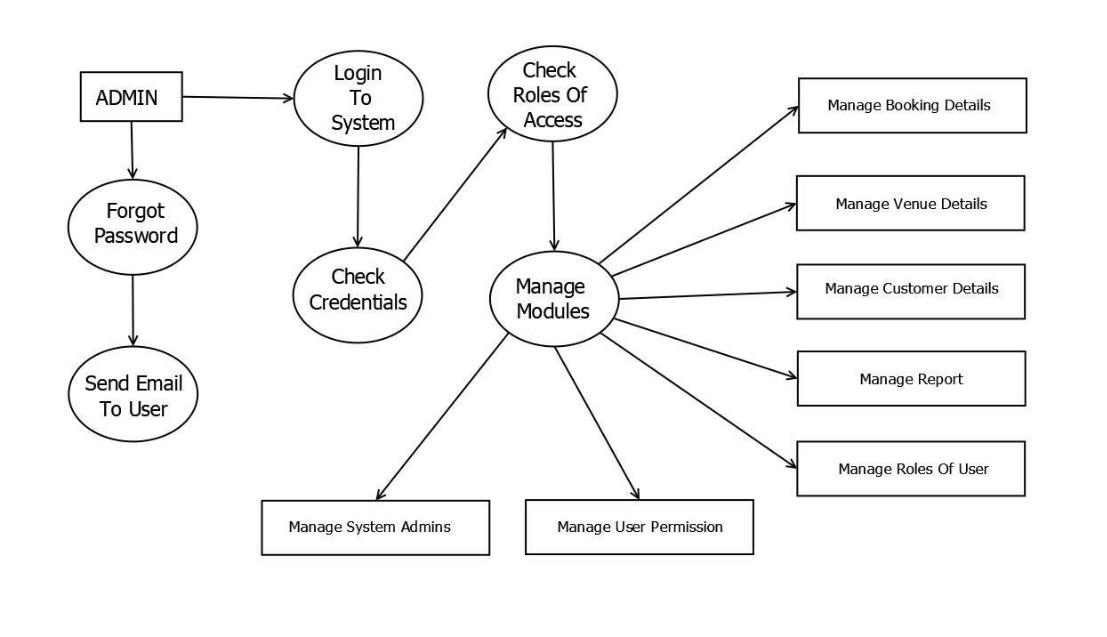 ADMIN
Login
To
System
Check
Roles Of
Access
Manage Booking Details
Forgot
Password
Manage Venue Details
Check
Credentials
Manage
Modules
Manage Customer Details
Send Email
To User
Manage Report
Manage Roles Of User
Manage System Admins
Manage User Permission